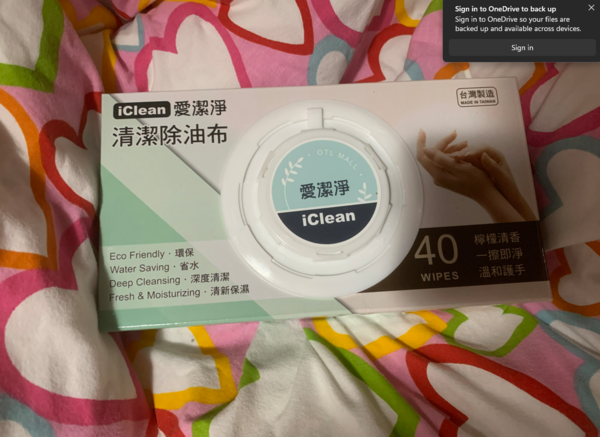 Sign in to OneDrive to back up
Sign in to OneDrive so your files are
backed up and available across devices.
Sign in
iClean 愛潔淨
清潔除油布
台灣製造
MADE IN TAIWAN
OTL MALL
愛潔淨
iClean
Eco Friendly · 環保
Water Saving · 省水
Deep Cleansing · 深度清潔
Fresh & Moisturizing · 清新保濕
40
WIPES
檸檬清香
一擦即淨
溫和護手